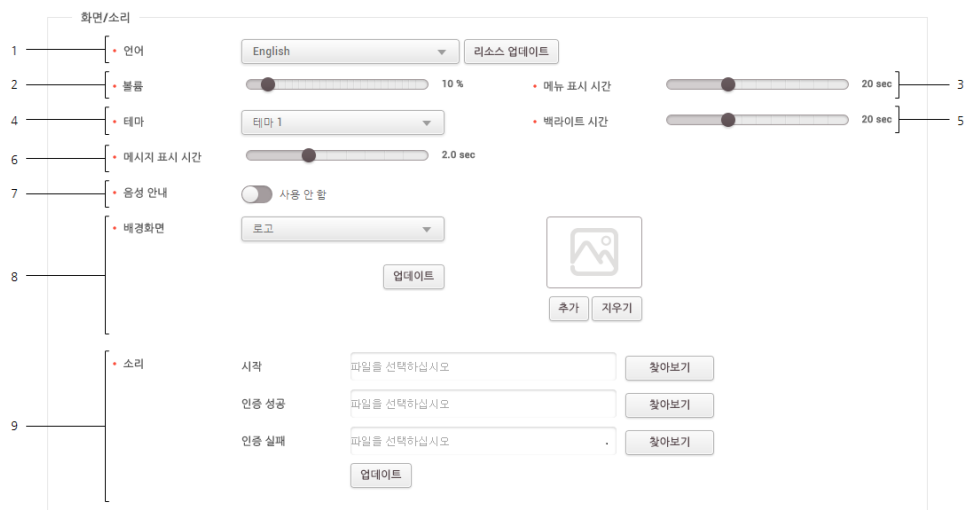 화면/소리
1 • 언어 English 리소스 업데이트
2 • 볼륨 10 % • 메뉴 표시 시간 20 sec 3
4 • 테마 테마 1 • 백라이트 시간 20 sec 5
6 • 메시지 표시 시간 2.0 sec
7 • 음성 안내 사용 안 함
8 • 배경화면 로고
업데이트
추가 지우기
9 • 소리 시작 파일을 선택하십시오 찾아보기
인증 성공 파일을 선택하십시오 찾아보기
인증 실패 파일을 선택하십시오 . 찾아보기
업데이트